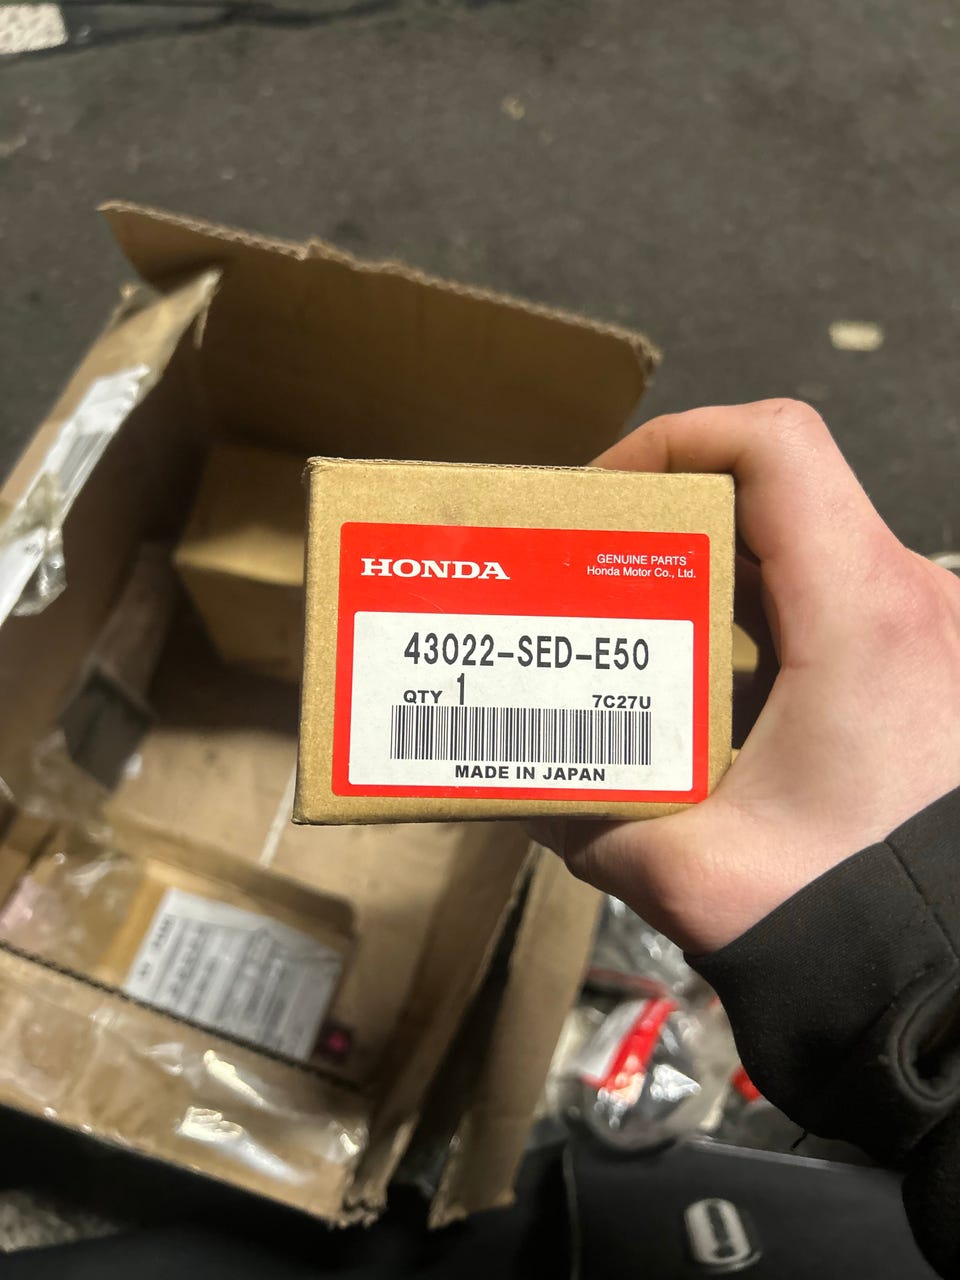 HONDA
GENUINE PARTS
Honda Motor Co., Ltd.
43022-SED-E50
QTY 1
7C27U
MADE IN JAPAN